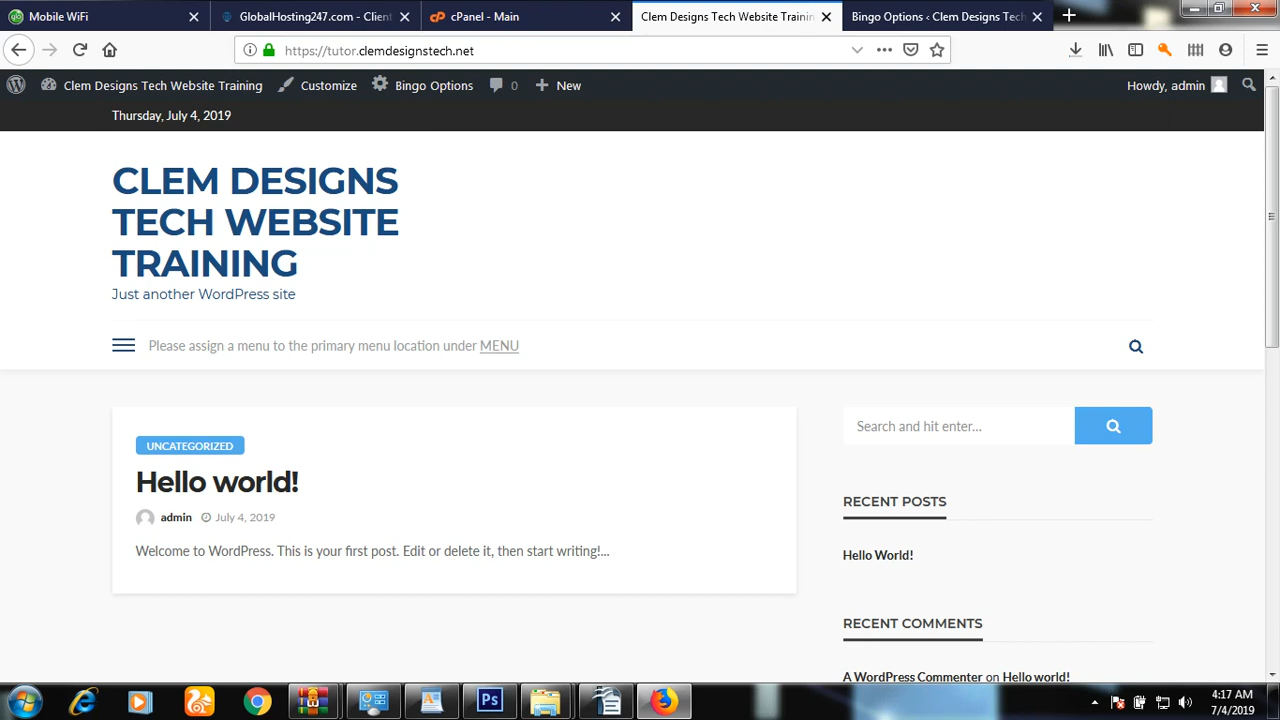 Mobile WiFi
GlobalHosting247.com - Client
cPanel - Main
Clem Designs Tech Website Trainin
Bingo Options ‹ Clem Designs Tech
https://tutor.clemdesignstech.net
Clem Designs Tech Website Training
Customize
Bingo Options
0
New
Howdy, admin
Thursday, July 4, 2019
CLEM DESIGNS
TECH WEBSITE
TRAINING
Just another WordPress site
Please assign a menu to the primary menu location under MENU
UNCATEGORIZED
Hello world!
admin July 4, 2019
Welcome to WordPress. This is your first post. Edit or delete it, then start writing!...
Search and hit enter...
RECENT POSTS
Hello World!
RECENT COMMENTS
A WordPress Commenter on Hello world!
Ps
4:17 AM
7/4/2019